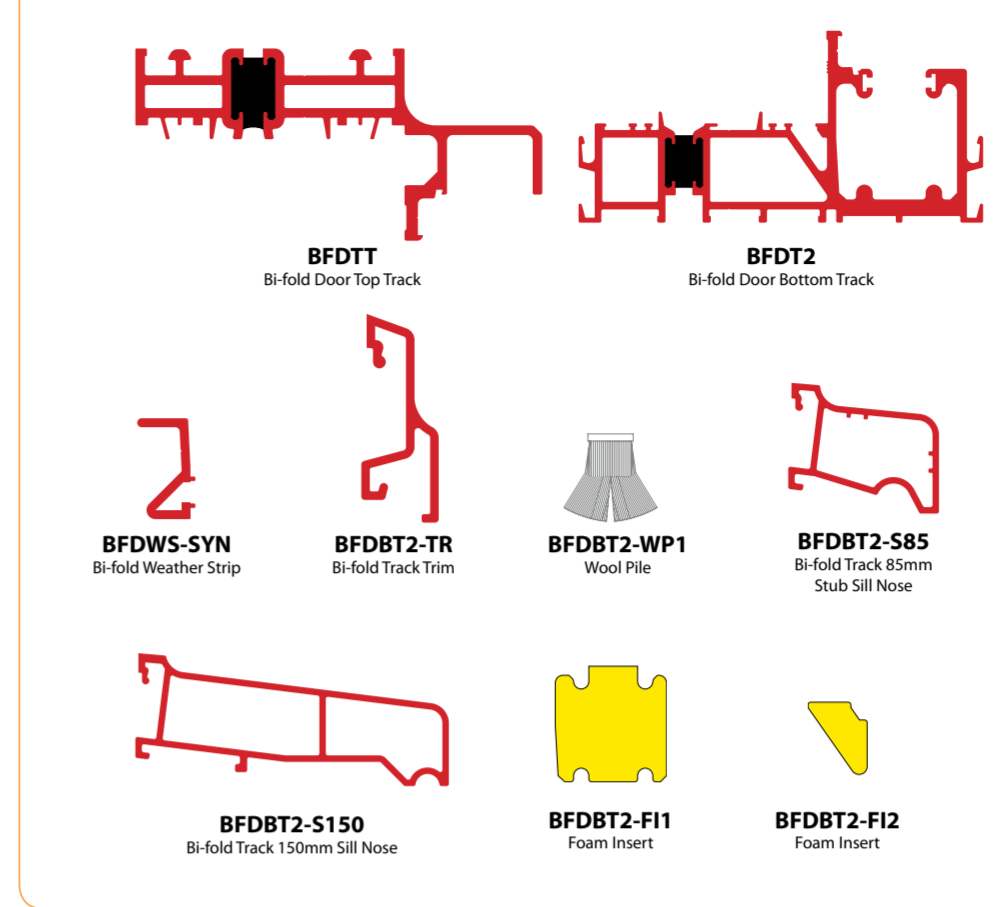 BFDTT
Bi-fold Door Top Track
BFDT2
Bi-fold Door Bottom Track
BFDWS-SYN
Bi-fold Weather Strip
BFDBT2-TR
Bi-fold Track Trim
BFDBT2-WP1
Wool Pile
BFDBT2-S85
Bi-fold Track 85mm
Stub Sill Nose
BFDBT2-S150
Bi-fold Track 150mm Sill Nose
BFDBT2-FI1
Foam Insert
BFDBT2-FI2
Foam Insert